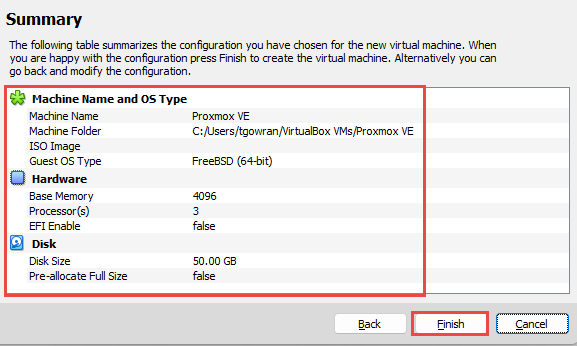 Summary
The following table summarizes the configuration you have chosen for the new virtual machine. When
you are happy with the configuration press Finish to create the virtual machine. Alternatively you can
go back and modify the configuration.
Machine Name and OS Type
Machine Name Proxmox VE
Machine Folder C:/Users/tgowran/VirtualBox VMs/Proxmox VE
ISO Image
Guest OS Type FreeBSD (64-bit)
Hardware
Base Memory 4096
Processor(s) 3
EFI Enable false
Disk
Disk Size 50.00 GB
Pre-allocate Full Size false
Back Finish Cancel